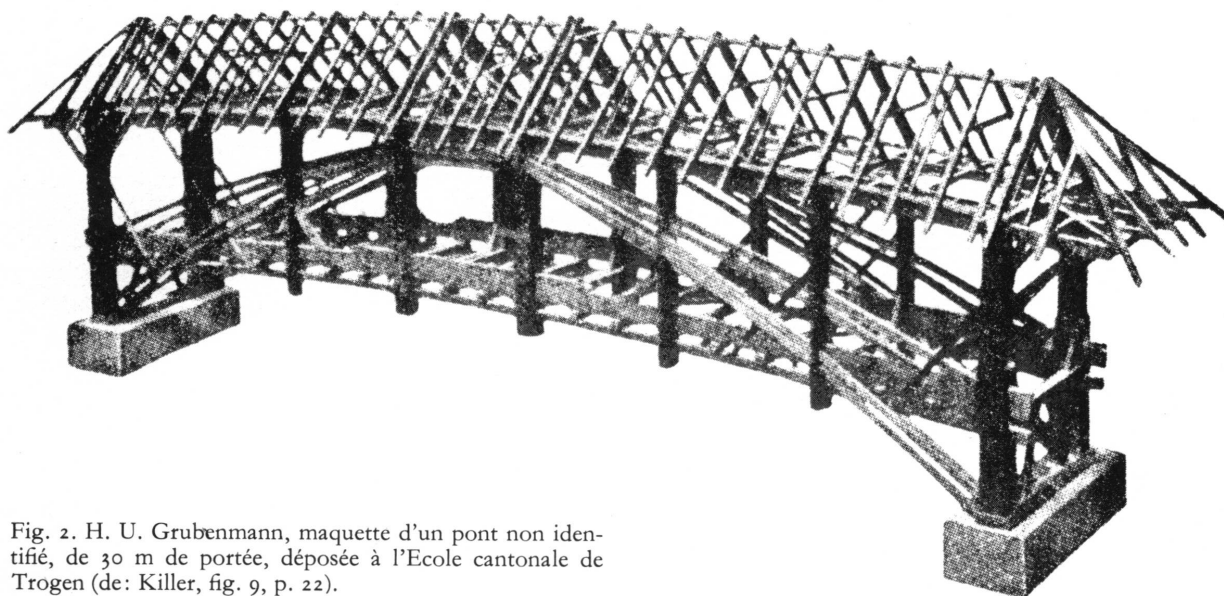 Fig. 2. H. U. Grubenmann, maquette d'un pont non iden-
tifié, de 30 m de portée, déposée à l'Ecole cantonale de
Trogen (de: Killer, fig. 9, p. 22).